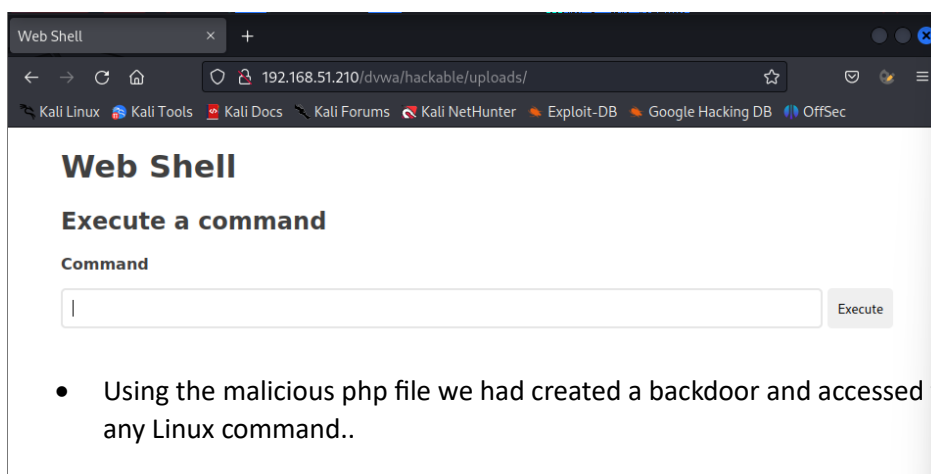 Web Shell
192.168.51.210/dvwa/hackable/uploads/
Kali Linux Kali Tools Kali Docs Kali Forums Kali NetHunter Exploit-DB Google Hacking DB OffSec
Web Shell
Execute a command
Command
Execute
• Using the malicious php file we had created a backdoor and accessed
any Linux command..